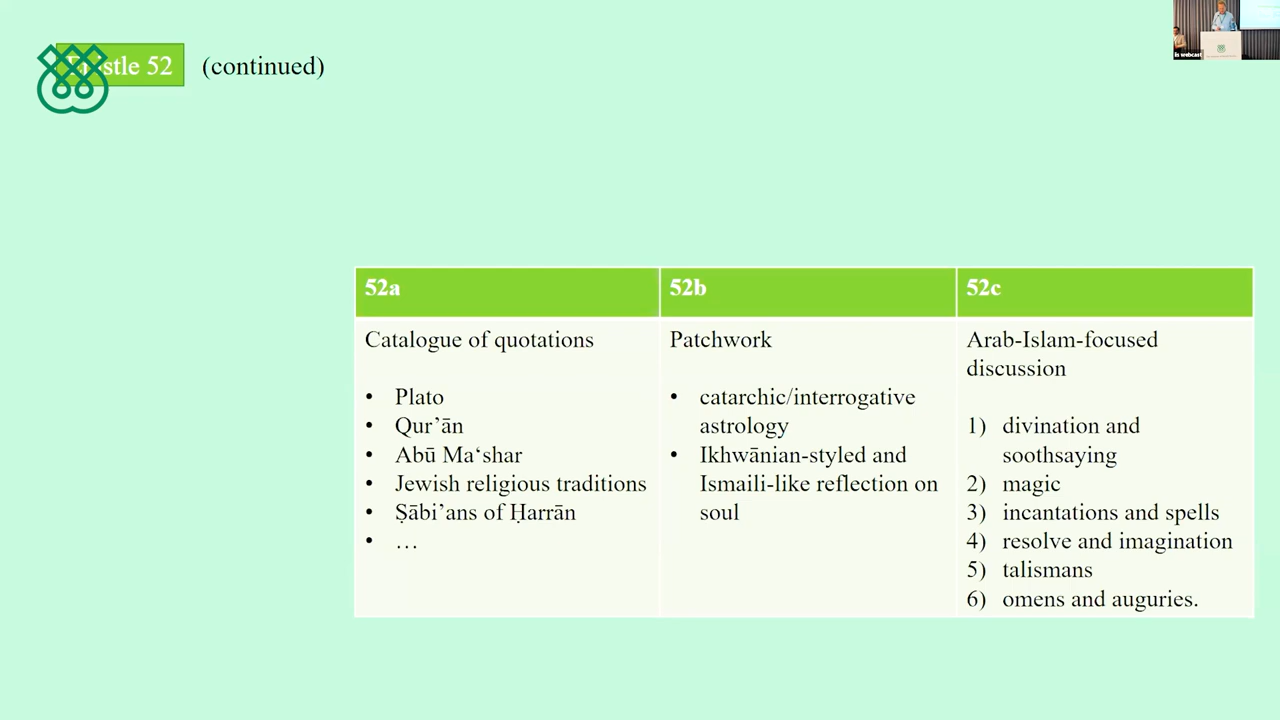 stle 52 (continued)
52a
Catalogue of quotations
• Plato
• Qur’ān
• Abū Ma‘shar
• Jewish religious traditions
• Ṣābi’ans of Ḥarrān
• …
52b
Patchwork
• catarchic/interrogative
astrology
• Ikhwānian-styled and
Ismaili-like reflection on
soul
52c
Arab-Islam-focused
discussion
1) divination and
soothsaying
2) magic
3) incantations and spells
4) resolve and imagination
5) talismans
6) omens and auguries.
is webcast